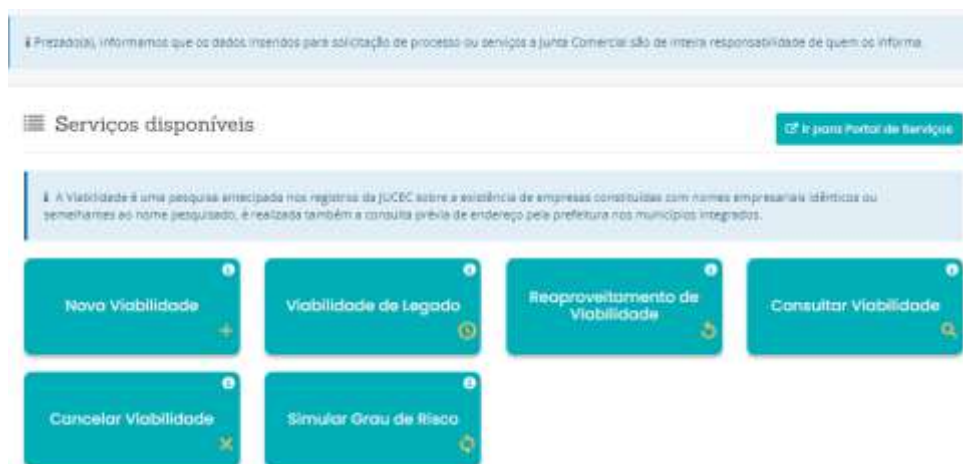 Prezado(a), informamos que os dados inseridos para solicitação de processo ou serviços a Junta Comercial são de inteira responsabilidade de quem os informa.
Serviços disponíveis
Ir para Portal de Serviços
A Viabilidade é uma pesquisa antecipada nos registros da JUCEC sobre a existência de empresas constituídas com nomes empresariais idênticos ou
semelhantes ao nome pesquisado, é realizada também a consulta prévia de endereço pela prefeitura nos municípios integrados.
Nova Viabilidade
Viabilidade de Legado
Reaproveitamento de
Viabilidade
Consultar Viabilidade
Cancelar Viabilidade
Simular Grau de Risco